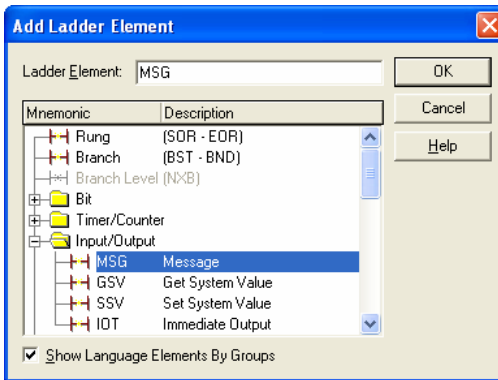 Add Ladder Element
Ladder Element: MSG
OK
Cancel
Help
Mnemonic Description
Rung (SOR - EOR)
Branch (BST - BND)
Branch Level (NXB)
Bit
Timer/Counter
Input/Output
MSG Message
GSV Get System Value
SSV Set System Value
IOT Immediate Output
Show Language Elements By Groups